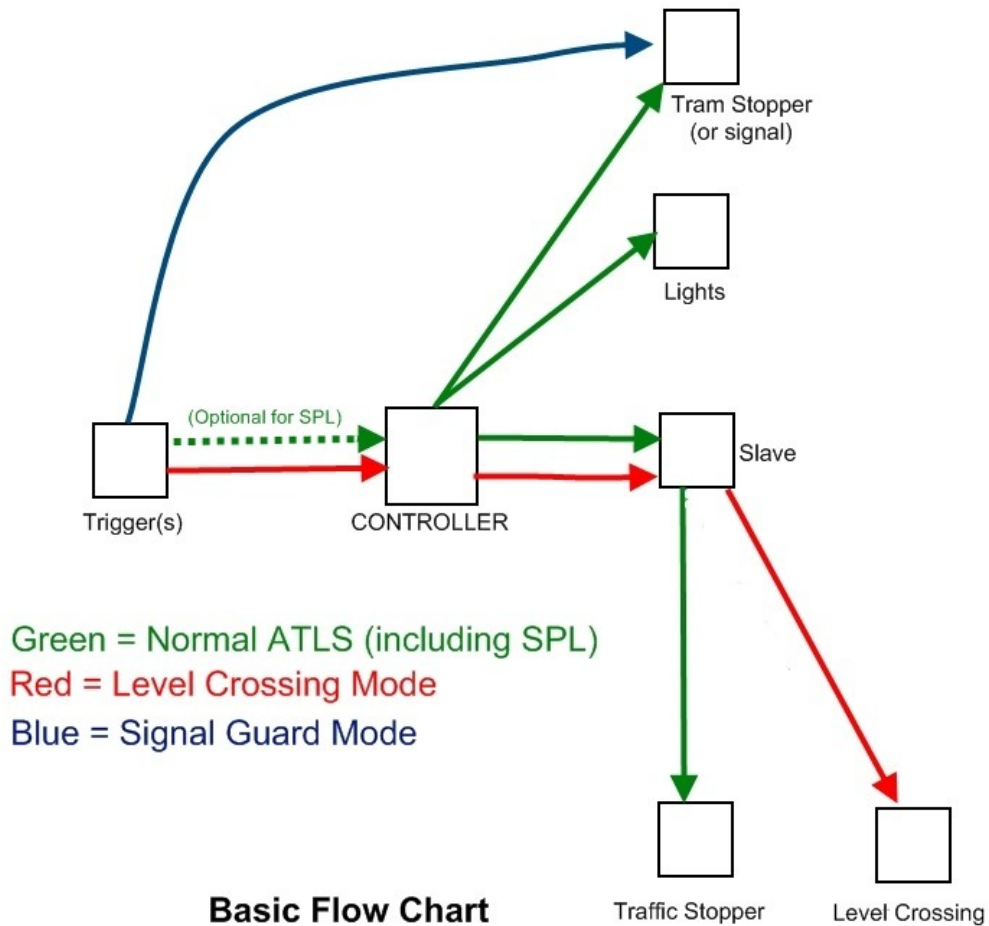 Tram Stopper
(or signal)
Lights
(Optional for SPL)
Slave
Trigger(s)
CONTROLLER
Green = Normal ATLS (including SPL)
Red = Level Crossing Mode
Blue = Signal Guard Mode
Basic Flow Chart
Traffic Stopper
Level Crossing